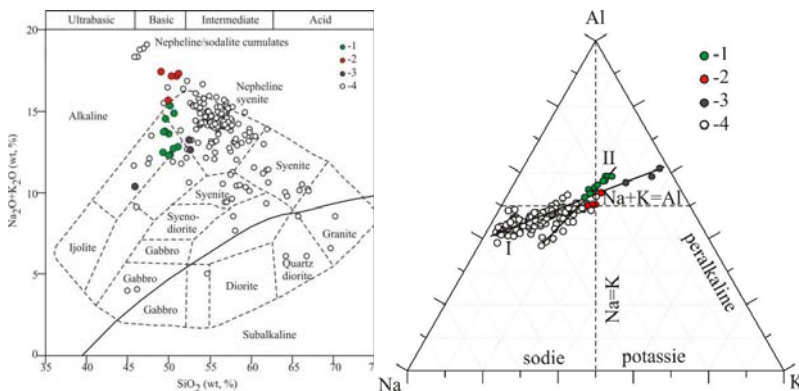 Ultrabasic Basic Intermediate Acid
20
15
10
5
0
35 45 50 55 60 65 70
Na2O+K2O (wt, %)
SiO2 (wt, %)
Nepheline/sodalite cumulates
-1
-2
-3
-4
Nepheline
syenite
Alkaline
Syenite
Syenite
Syeno-
diorite
Ijolite
Gabbro
Gabbro
Gabbro
Diorite
Quartz
diorite
Granite
Subalkaline
Al
-1
-2
-3
-4
II
Na+K=Al
I
Na=K
peralkaline
sodie potassie
Na K